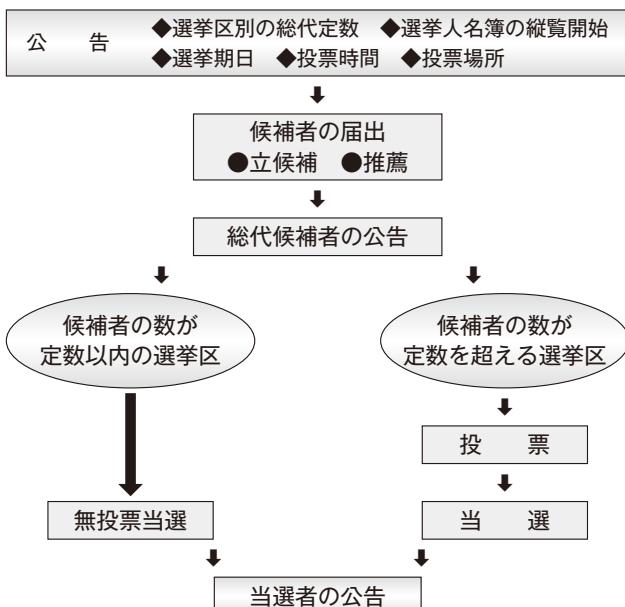 公　告
◆選挙区別の総代定数　◆選挙人名簿の縦覧開始
◆選挙期日　◆投票時間　◆投票場所
候補者の届出
●立候補　●推薦
総代候補者の公告
候補者の数が
定数以内の選挙区
候補者の数が
定数を超える選挙区
投　票
無投票当選
当　選
当選者の公告